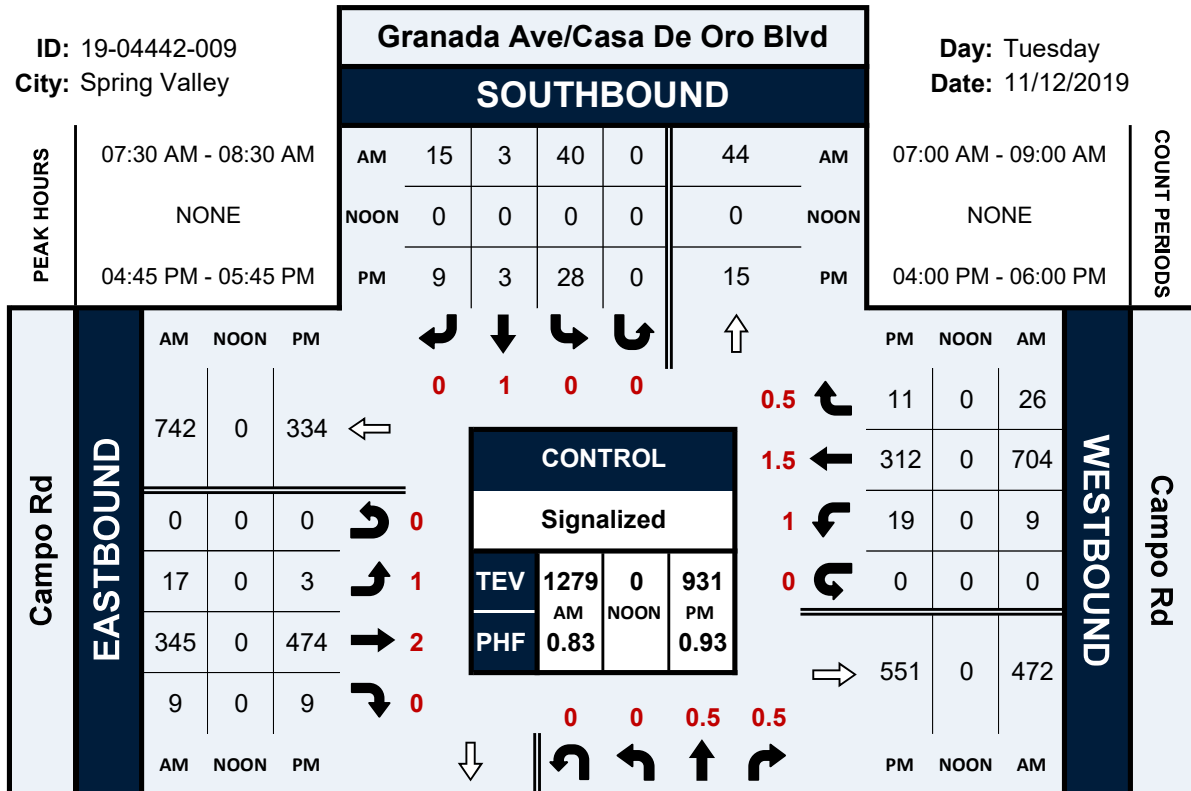 ID: 19-04442-009
City: Spring Valley
Granada Ave/Casa De Oro Blvd
SOUTHBOUND
Day: Tuesday
Date: 11/12/2019
PEAK HOURS
07:30 AM - 08:30 AM
NONE
04:45 PM - 05:45 PM
AM 15 3 40 0 44 AM
NOON 0 0 0 0 0 NOON
PM 9 3 28 0 15 PM
07:00 AM - 09:00 AM
NONE
04:00 PM - 06:00 PM
COUNT PERIODS
0 1 0 0
Campo Rd
EASTBOUND
AM NOON PM
742 0 334
0 0 0 0
17 0 3 1
345 0 474 2
9 0 9 0
AM NOON PM
CONTROL
Signalized
TEV 1279 0 931
AM NOON PM
PHF 0.83 0.93
PM NOON AM
0.5 11 0 26
1.5 312 0 704
1 19 0 9
0 0 0 0
551 0 472
PM NOON AM
WESTBOUND
Campo Rd
0 0 0.5 0.5